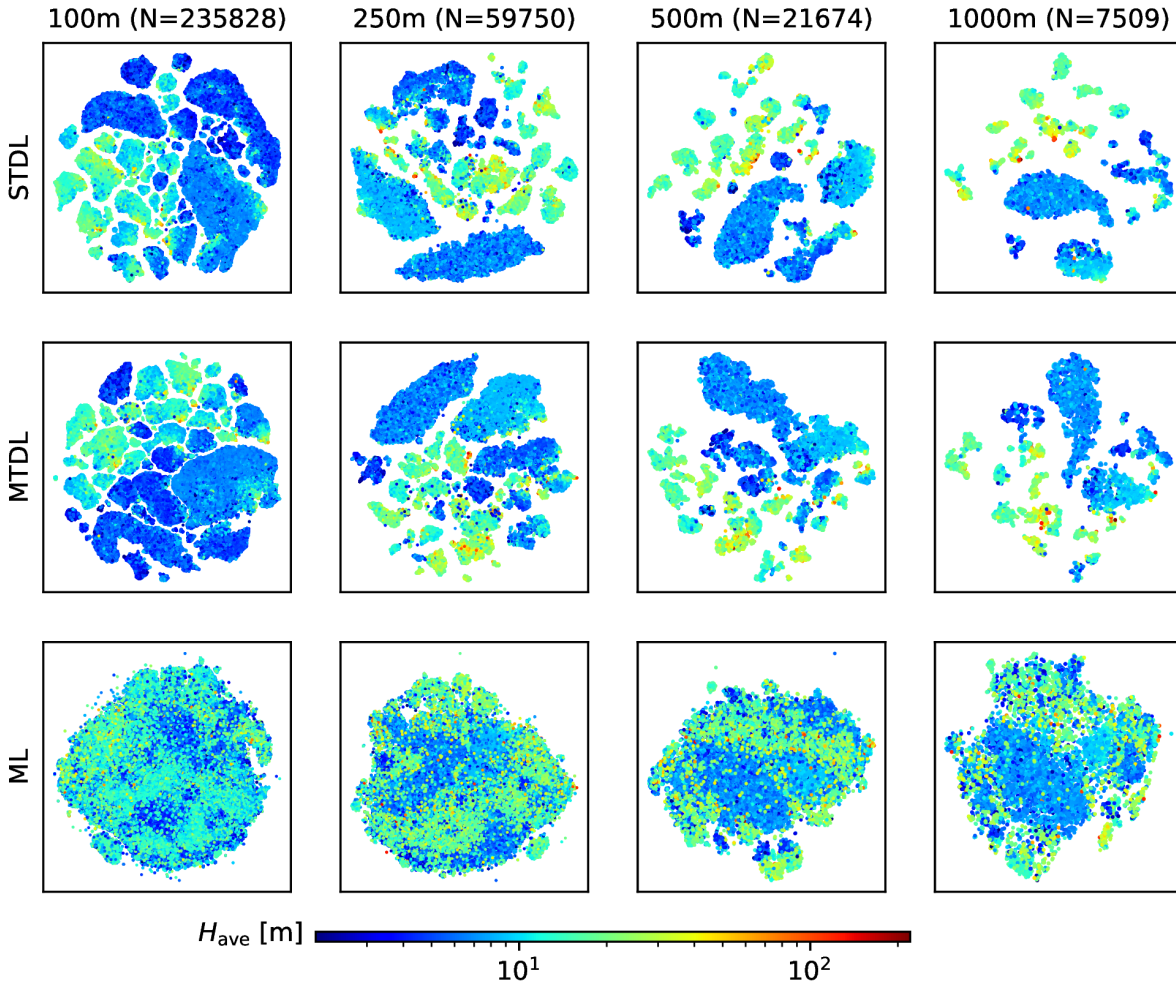 100m (N=235828) 250m (N=59750) 500m (N=21674) 1000m (N=7509)
STDL
MTDL
ML
H_ave [m]
10^1 10^2